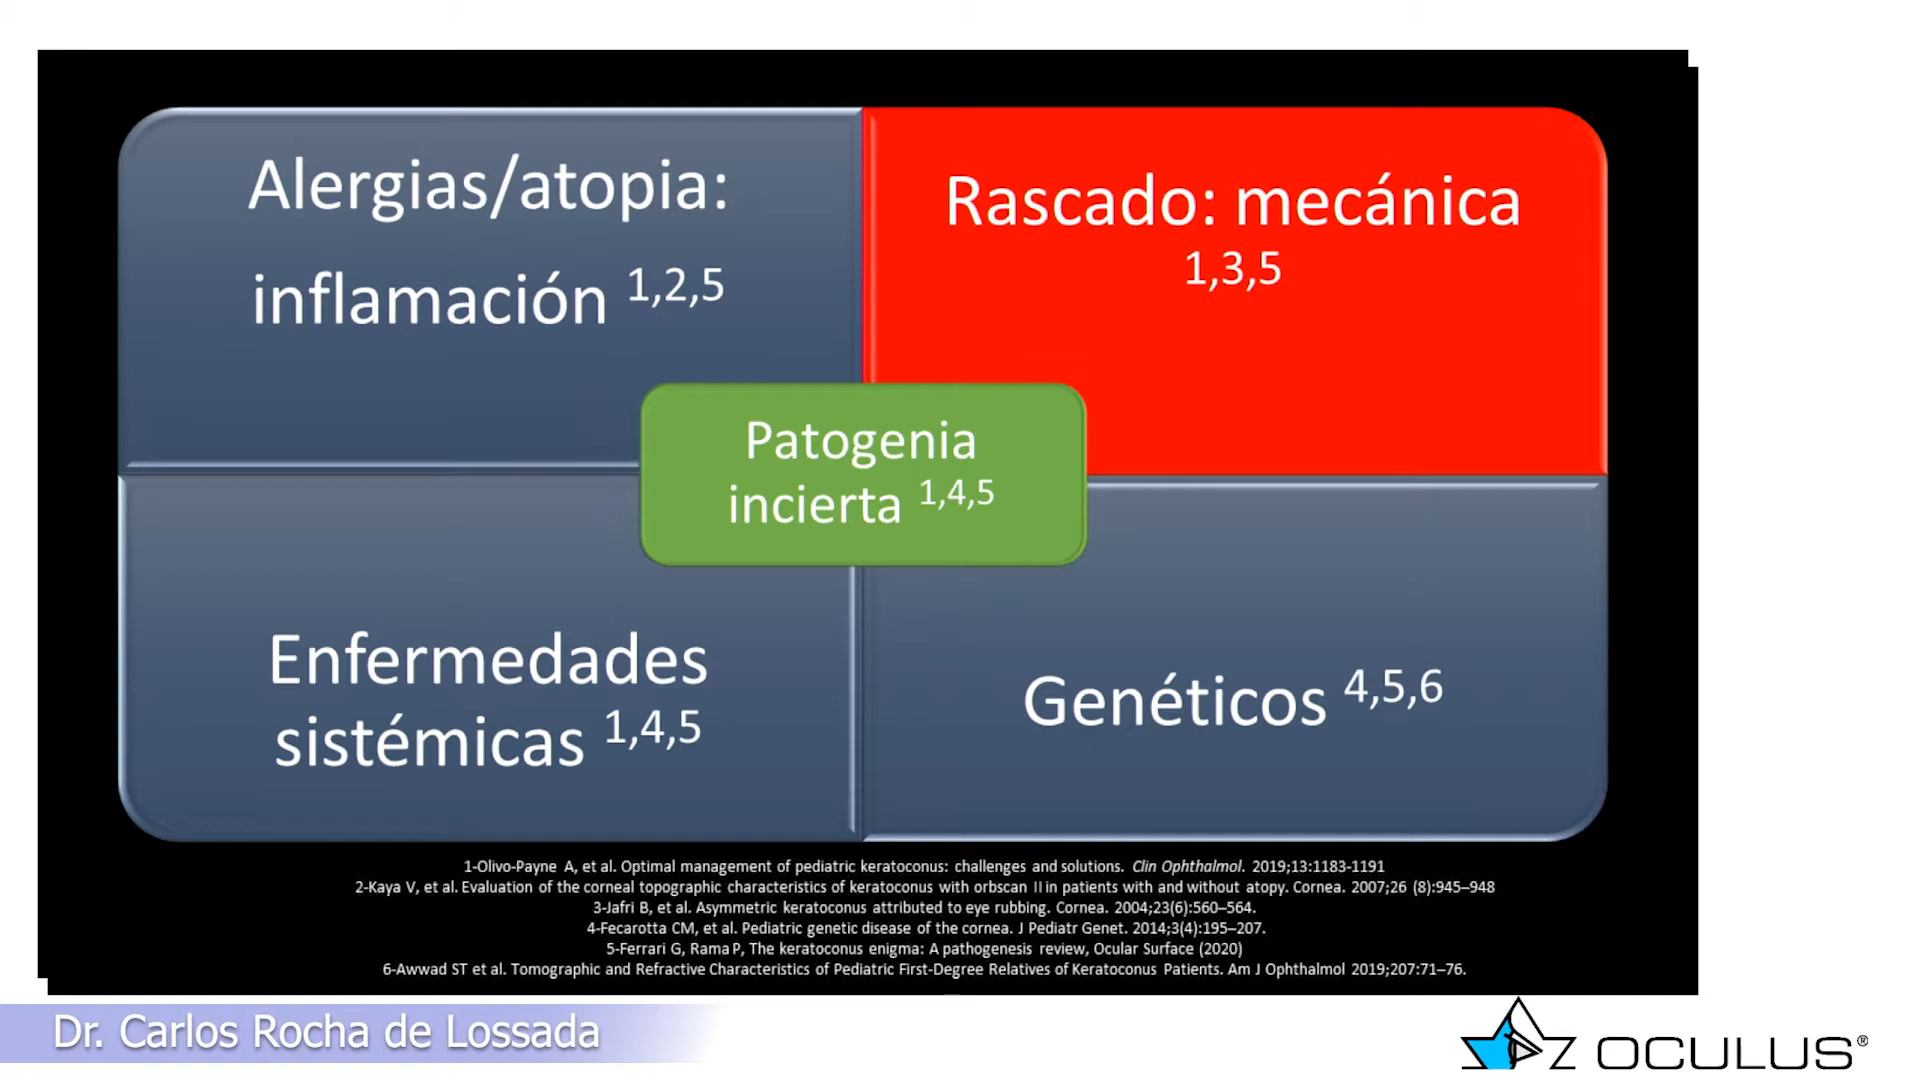 Alergias/atopia:
inflamación 1,2,5
Rascado: mecánica
1,3,5
Patogenia
incierta 1,4,5
Enfermedades
sistémicas 1,4,5
Genéticos 4,5,6
1-Olivo-Payne A, et al. Optimal management of pediatric keratoconus: challenges and solutions. Clin Ophthalmol. 2019;13:1183-1191
2-Kaya V, et al. Evaluation of the corneal topographic characteristics of keratoconus with orbscan II in patients with and without atopy. Cornea. 2007;26 (8):945–948
3-Jafri B, et al. Asymmetric keratoconus attributed to eye rubbing. Cornea. 2004;23(6):560–564.
4-Fecarotta CM, et al. Pediatric genetic disease of the cornea. J Pediatr Genet. 2014;3(4):195–207.
5-Ferrari G, Rama P, The keratoconus enigma: A pathogenesis review, Ocular Surface (2020)
6-Awwad ST et al. Tomographic and Refractive Characteristics of Pediatric First-Degree Relatives of Keratoconus Patients. Am J Ophthalmol 2019;207:71–76.
Dr. Carlos Rocha de Lossada
OCULUS®